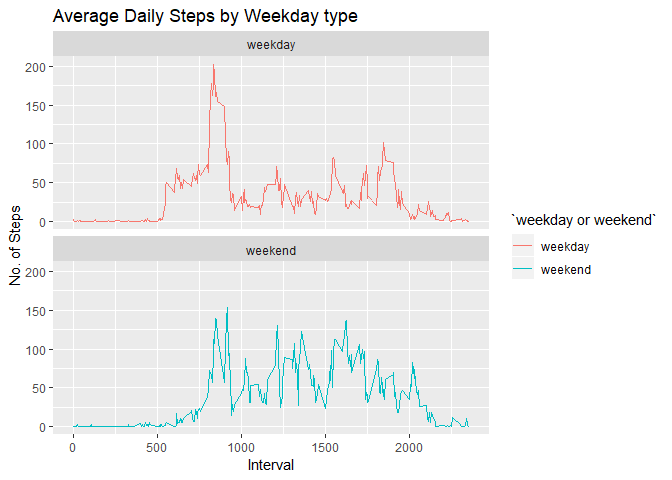 Average Daily Steps by Weekday type
weekday
200
150
100
50
0
weekend
200
150
100
50
0
No. of Steps
0
500
1000
1500
2000
Interval
`weekday or weekend`
weekday
weekend